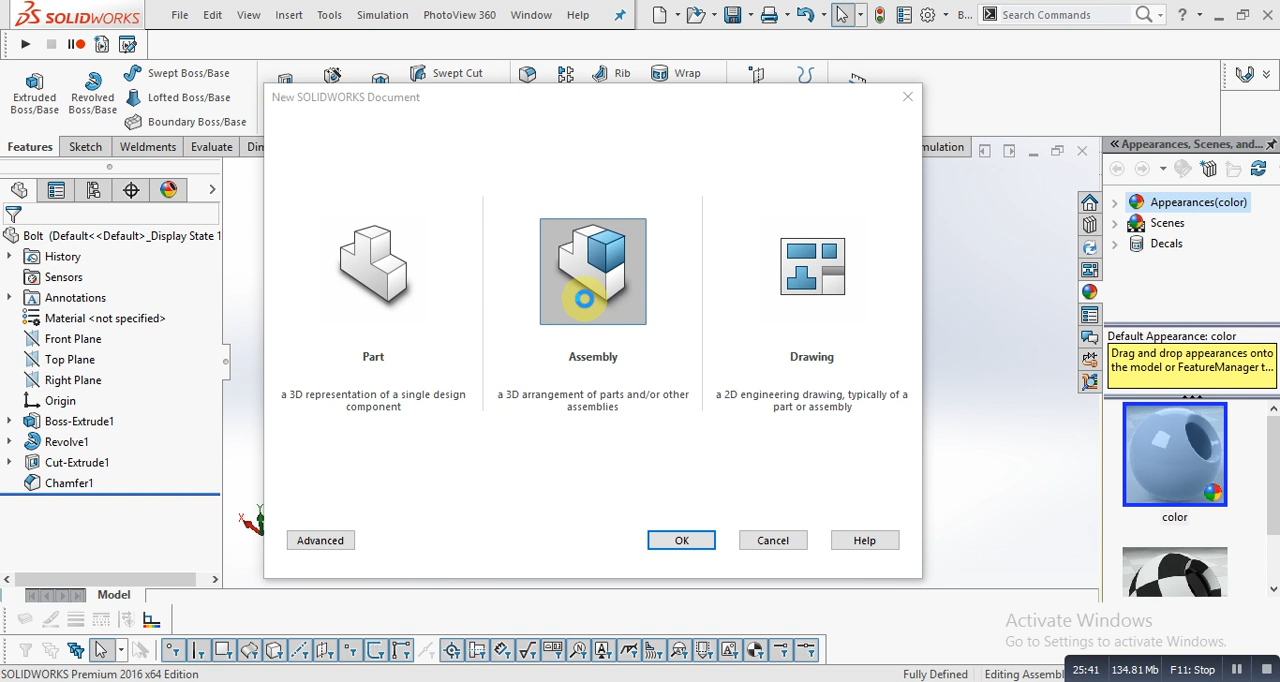 SOLIDWORKS
File Edit View Insert Tools Simulation PhotoView 360 Window Help
B...
Search Commands
Extruded
Boss/Base
Revolved
Boss/Base
Swept Boss/Base
Lofted Boss/Base
Boundary Boss/Base
Swept Cut
Rib
Wrap
New SOLIDWORKS Document
Features Sketch Weldments Evaluate Din
mulation
Appearances, Scenes, and...
Bolt (Default<<Default>_Display State 1
History
Sensors
Annotations
Material <not specified>
Front Plane
Top Plane
Right Plane
Origin
Boss-Extrude1
Revolve1
Cut-Extrude1
Chamfer1
Part
a 3D representation of a single design
component
Assembly
a 3D arrangement of parts and/or other
assemblies
Drawing
a 2D engineering drawing, typically of a
part or assembly
Advanced
OK
Cancel
Help
Appearances(color)
Scenes
Decals
Default Appearance: color
Drag and drop appearances onto
the model or FeatureManager t...
color
X
Y
Model
Activate Windows
Go to Settings to activate Windows.
SOLIDWORKS Premium 2016 x64 Edition
Fully Defined
Editing Assembl
25:41 134.81 Mb F11: Stop